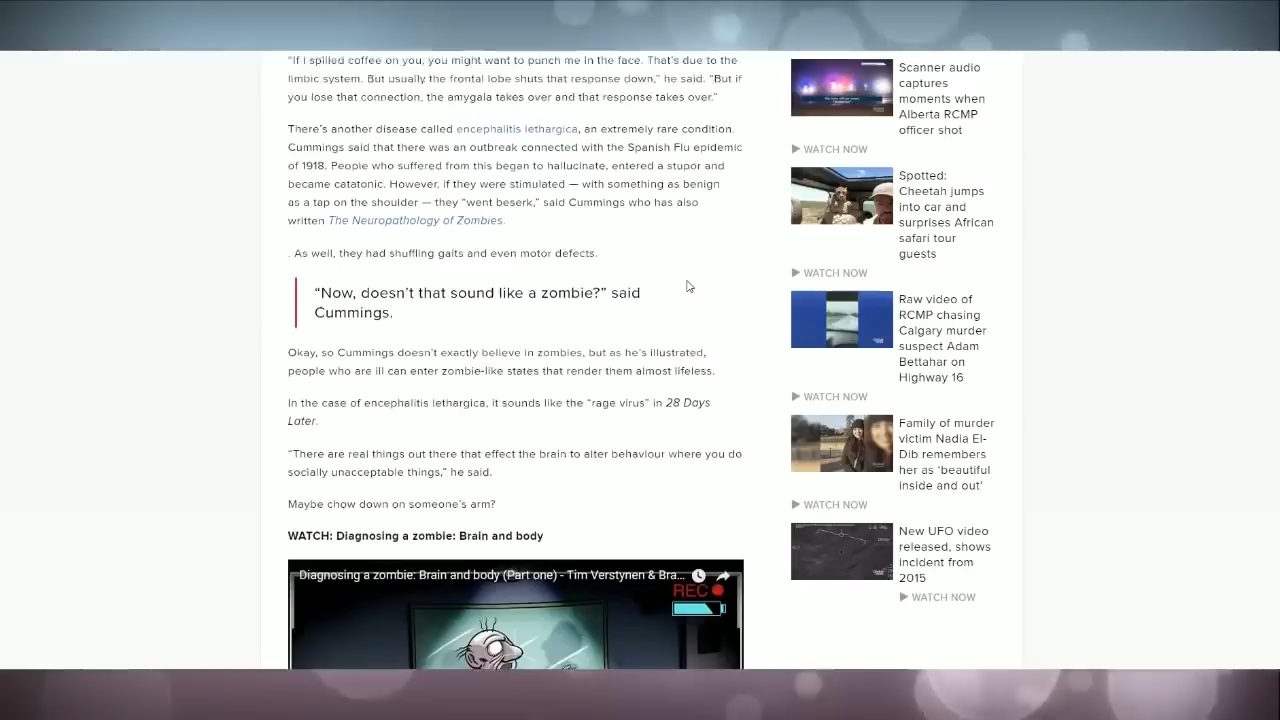 "If i spilled coffee on you, you might want to punch me in the face. That's due to the
limbic system. But usually the frontal lobe shuts that response down," he said. "But if
you lose that connection, the amygala takes over and that response takes over."
There's another disease called encephalitis lethargica, an extremely rare condition.
Cummings said that there was an outbreak connected with the Spanish Flu epidemic
of 1918. People who suffered from this began to hallucinate, entered a stupor and
became catatonic. However, if they were stimulated — with something as benign
as a tap on the shoulder — they "went beserk," said Cummings who has also
written The Neuropathology of Zombies.
. As well, they had shuffling gaits and even motor defects.
"Now, doesn't that sound like a zombie?" said
Cummings.
Okay, so Cummings doesn't exactly believe in zombies, but as he's illustrated,
people who are ill can enter zombie-like states that render them almost lifeless.
In the case of encephalitis lethargica, it sounds like the "rage virus" in 28 Days
Later.
"There are real things out there that effect the brain to alter behaviour where you do
socially unacceptable things," he said.
Maybe chow down on someone's arm?
WATCH: Diagnosing a zombie: Brain and body
Diagnosing a zombie: Brain and body (Part one) - Tim Verstynen & Bra...
REC
Scanner audio
captures
moments when
Alberta RCMP
officer shot
WATCH NOW
Spotted:
Cheetah jumps
into car and
surprises African
safari tour
guests
WATCH NOW
Raw video of
RCMP chasing
Calgary murder
suspect Adam
Bettahar on
Highway 16
WATCH NOW
Family of murder
victim Nadia El-
Dib remembers
her as 'beautiful
inside and out'
WATCH NOW
New UFO video
released, shows
incident from
2015
WATCH NOW